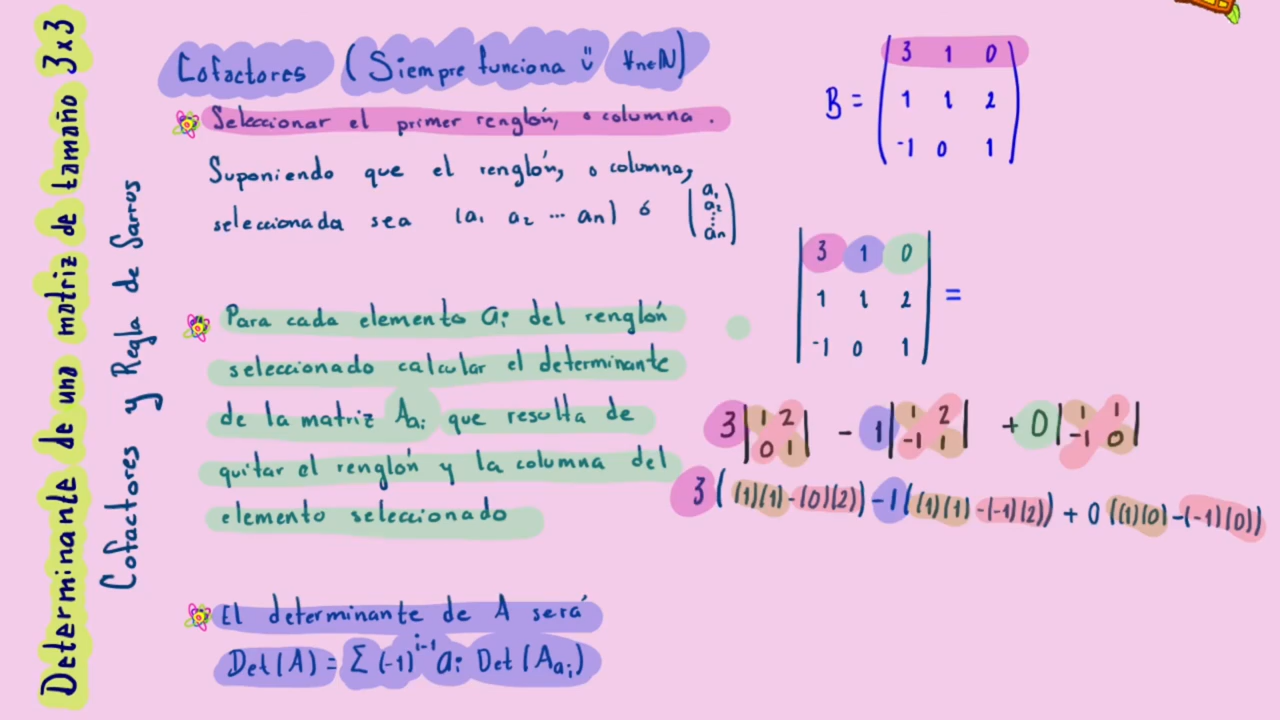 Determinante de una matriz de tamaño 3x3
Cofactores y Regla de Sarrus
Cofactores (Siempre funciona ü ∀n∈ℕ)
Seleccionar el primer renglón, o columna.
Suponiendo que el renglón, o columna,
seleccionada sea (a₁ a₂ ... an) ó (a₁ a₂ ⋮ an)
Para cada elemento ai del renglón
seleccionado calcular el determinante
de la matriz Aai que resulta de
quitar el renglón y la columna del
elemento seleccionado
El determinante de A será
Det(A) = Σ (-1)^i-1 ai Det(Aai)
3 1 0
B = 1 1 2
-1 0 1
|3 1 0|
|1 1 2| =
|-1 0 1|
3 |1 2| - 1 |1 2| + 0 |1 1|
|0 1| |-1 1| |-1 0|
3((1)(1)-(0)(2)) -1((1)(1)-(-1)(2)) + 0((1)(0)-(-1)(0))